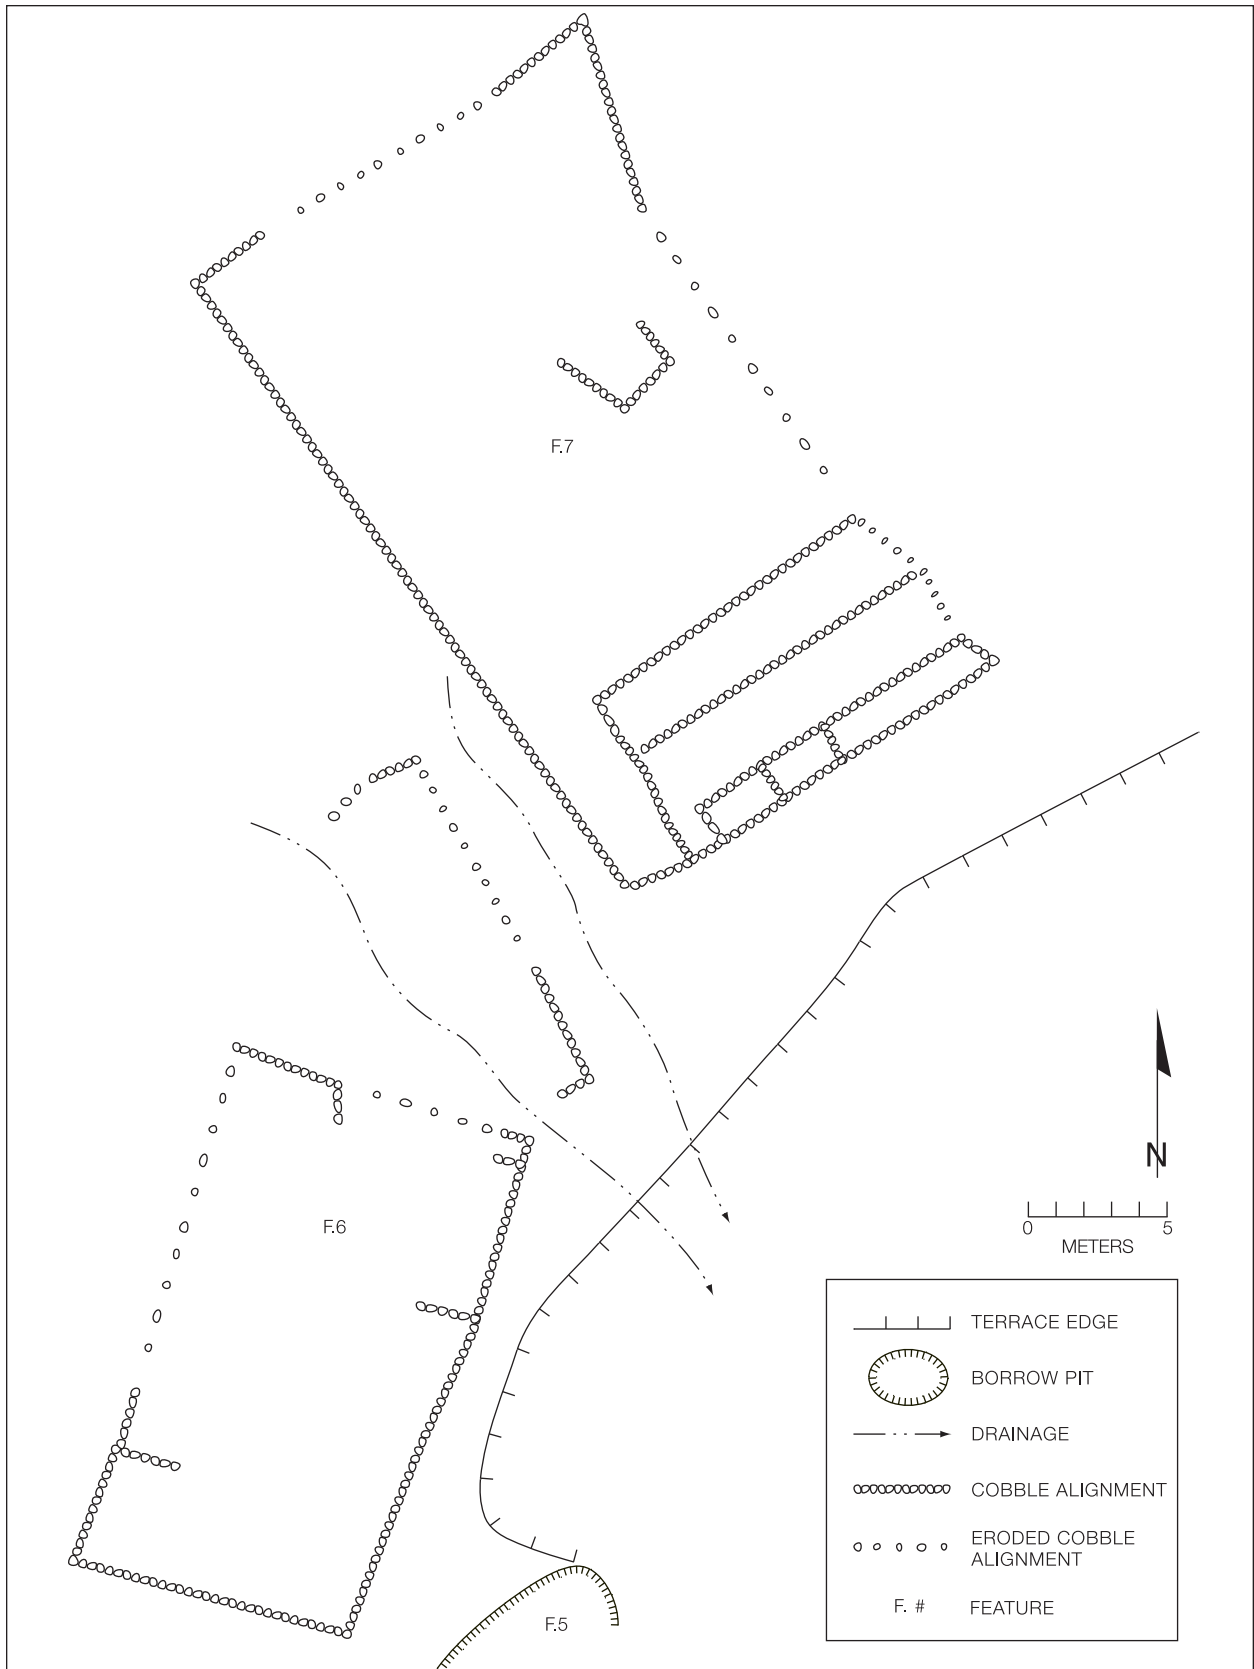 F.7
F.6
N
0 5
METERS
TERRACE EDGE
BORROW PIT
DRAINAGE
COBBLE ALIGNMENT
ERODED COBBLE
ALIGNMENT
F. # FEATURE
F.5